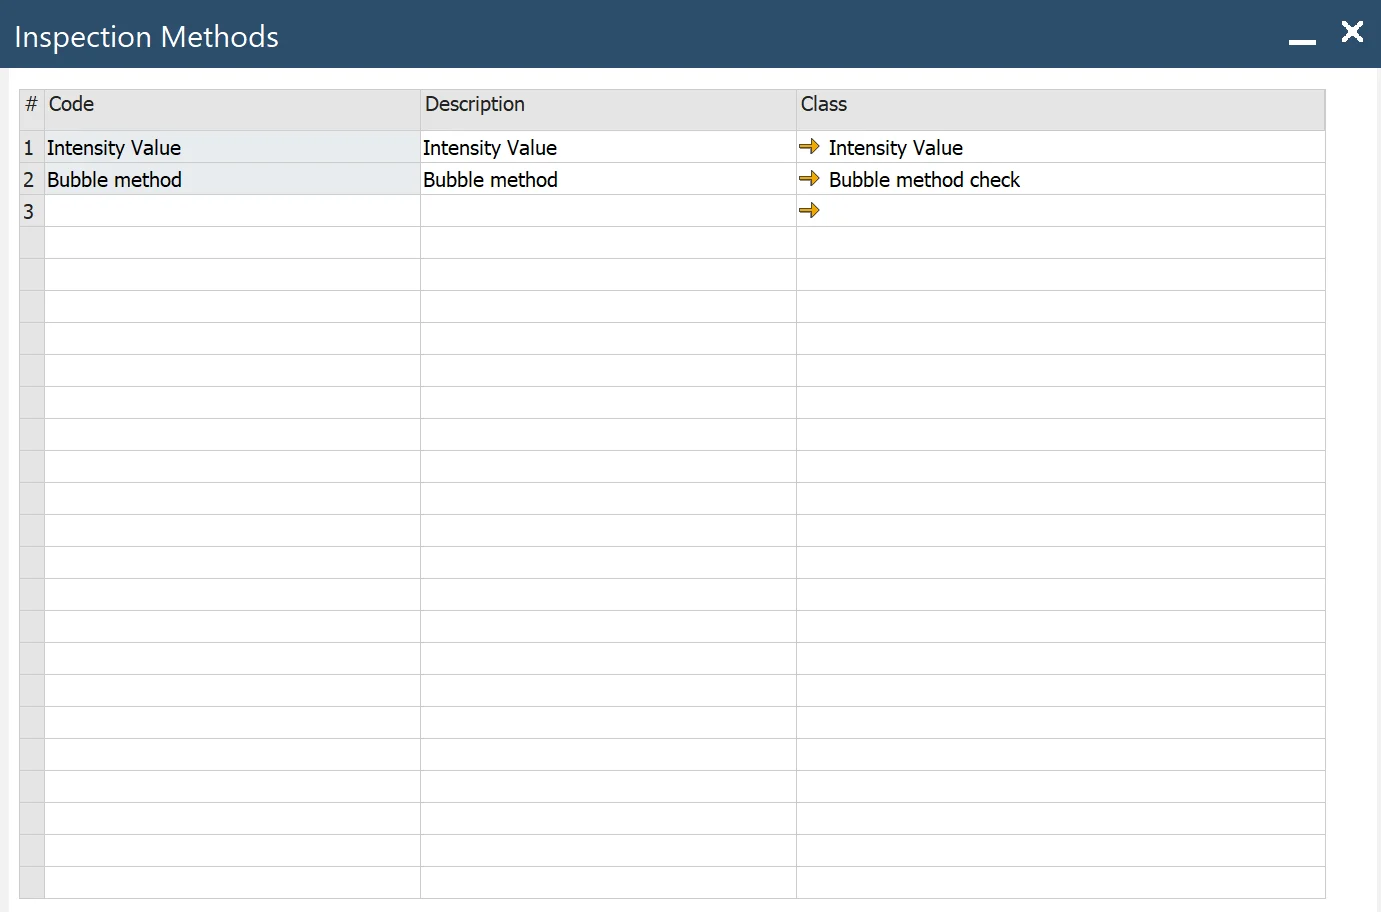 Inspection Methods
# Code Description Class
1 Intensity Value Intensity Value Intensity Value
2 Bubble method Bubble method Bubble method check
3